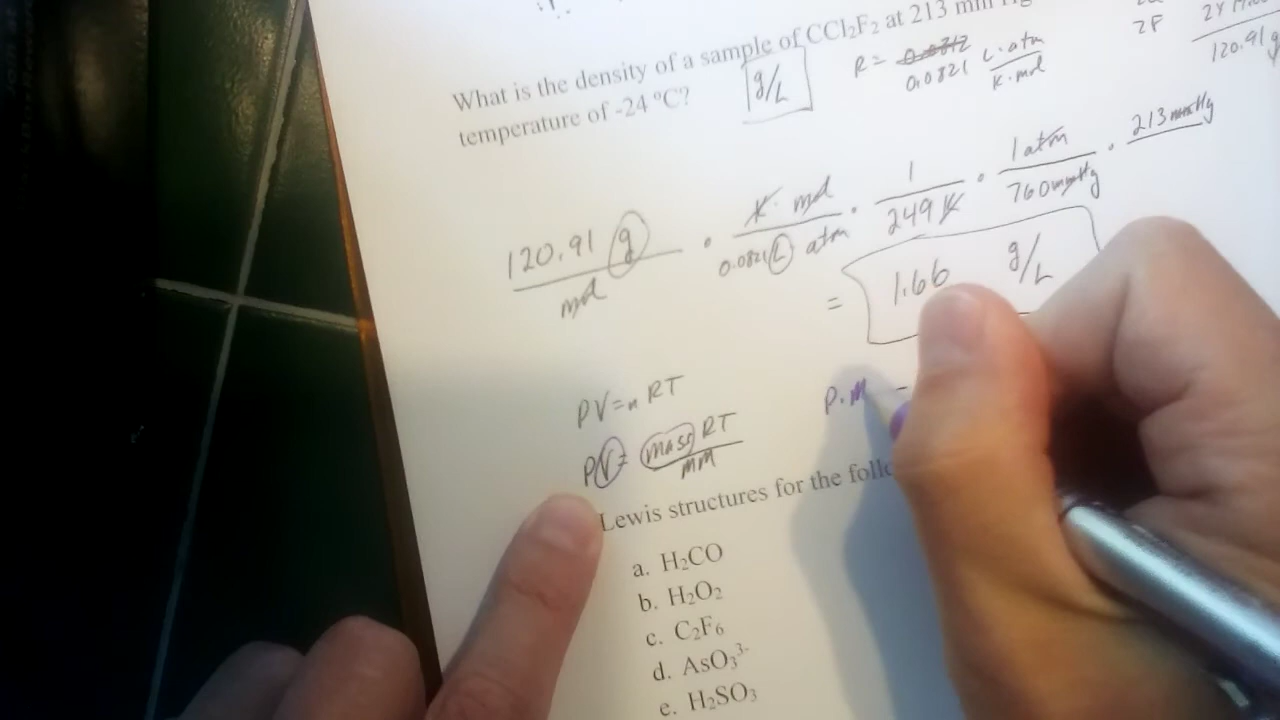 What is the density of a sample of CCl₂F₂ at 213 mm
temperature of -24 °C?
g/L
R = 0.0821 L·atm
K·mol
2F
120.91 g
120.91 g
mol
· K· mol
0.0821 L atm
· 1
249 K
· 1 atm
760 mmHg
· 213 mmHg
= 1.66 g/L
PV=nRT
PV= mass RT
MM
P·M
Lewis structures for the
a. H₂CO
b. H₂O₂
c. C₂F₆
d. AsO₃³⁻
e. H₂SO₃